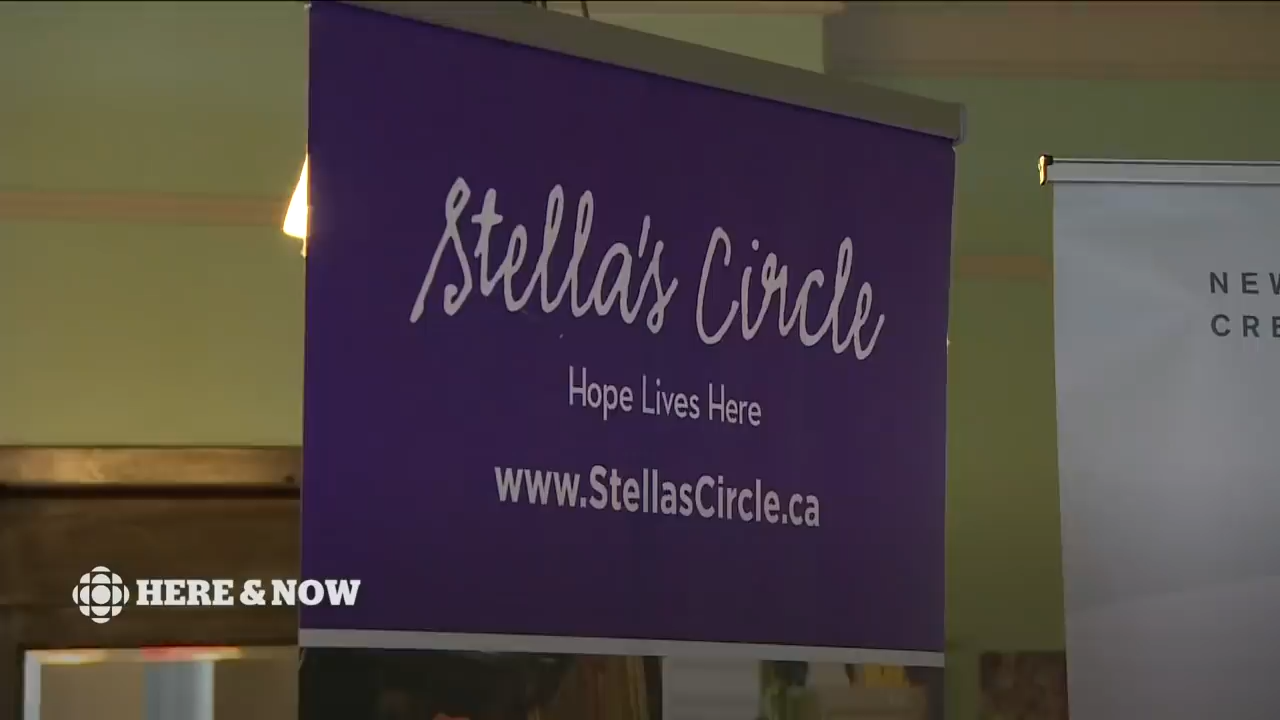 Stella's Circle
Hope Lives Here
www.StellasCircle.ca
NEW
CRE
HERE & NOW